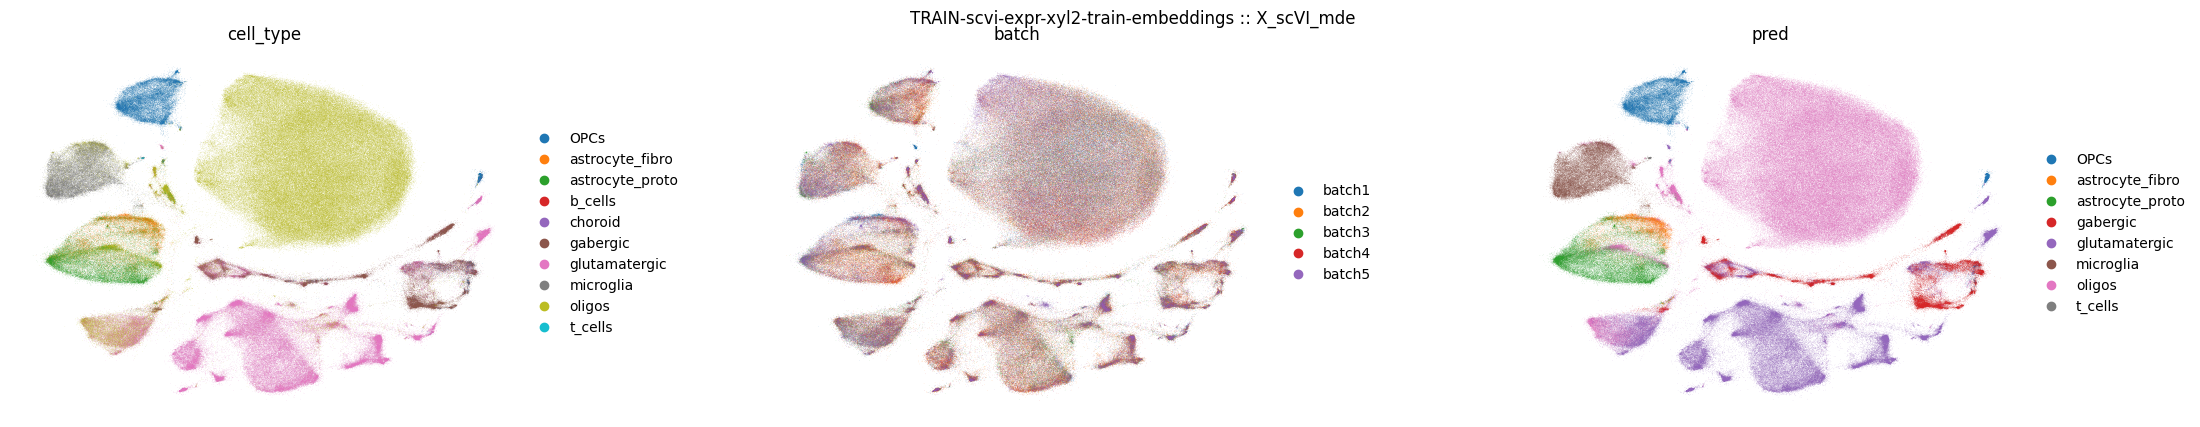 TRAIN-scvi-expr-xyl2-train-embeddings :: X_scVI_mde
cell_type
OPCs
astrocyte_fibro
astrocyte_proto
b_cells
choroid
gabergic
glutamatergic
microglia
oligos
t_cells
batch
batch1
batch2
batch3
batch4
batch5
pred
OPCs
astrocyte_fibro
astrocyte_proto
gabergic
glutamatergic
microglia
oligos
t_cells